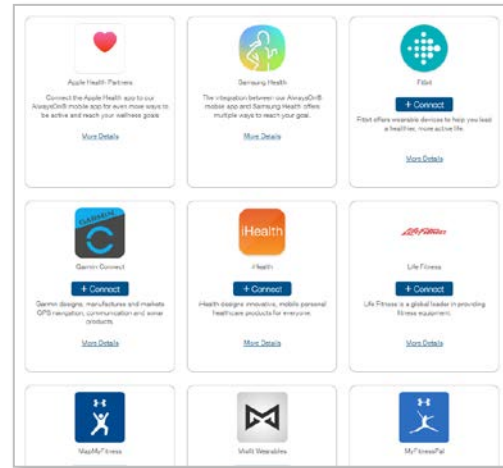 Apple Health Partners
Connect the Apple Health app to our
AlwaysOn® mobile app for even more ways to
be active and reach your wellness goals
More Details
Samsung Health
The integration between our AlwaysOn®
mobile app and Samsung Health offers
multiple ways to reach your goal.
More Details
Fitbit
+ Connect
Fitbit offers wearable devices to help you lead
a healthier, more active life.
More Details
GARMIN
Garmin Connect
+ Connect
Garmin designs, manufactures and markets
GPS navigation, communication and sonar
products
More Details
iHealth
iHealth
+ Connect
iHealth designs innovative, mobile personal
healthcare products for everyone.
More Details
Life Fitness
Life Fitness
+ Connect
Life Fitness is a global leader in providing
fitness equipment.
More Details
MapMyFitness
Misfit Wearables
MyFitnessPal